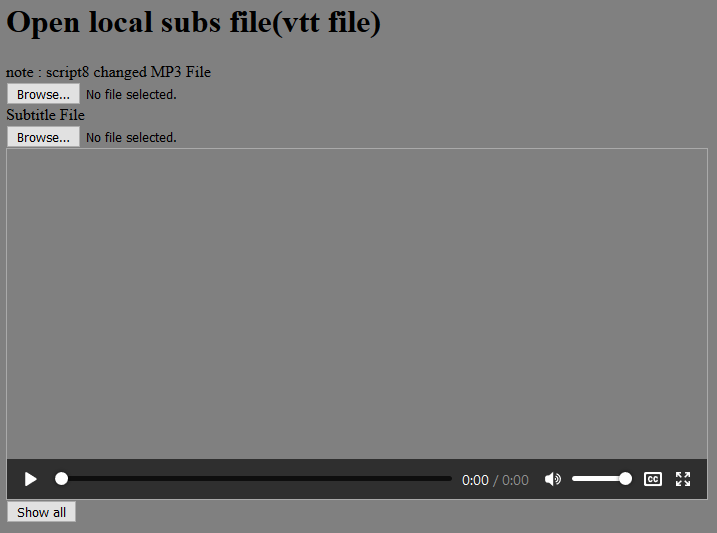 Open local subs file(vtt file)
note : script8 changed MP3 File
Browse... No file selected.
Subtitle File
Browse... No file selected.
0:00 / 0:00 CC
Show all